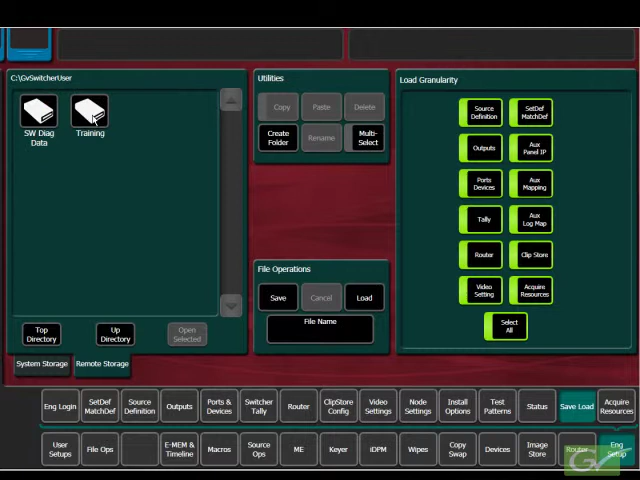 C:\GvSwitcherUser
SW Diag
Data
Training
Top
Directory
Up
Directory
Open
Selected
System Storage
Remote Storage
Utilities
Copy
Paste
Delete
Create
Folder
Rename
Multi-
Select
File Operations
Save
Cancel
Load
File Name
Load Granularity
Source
Definition
SetDef
MatchDef
Outputs
Aux
Panel IP
Ports
Devices
Aux
Mapping
Tally
Aux
Log Map
Router
Clip Store
Video
Setting
Acquire
Resources
Select
All
Eng Login
SetDef
MatchDef
Source
Definition
Outputs
Ports &
Devices
Switcher
Tally
Router
ClipStore
Config
Video
Settings
Node
Settings
Install
Options
Test
Patterns
Status
Save Load
Acquire
Resources
User
Setups
File Ops
E-MEM &
Timeline
Macros
Source
Ops
ME
Keyer
iDPM
Wipes
Copy
Swap
Devices
Image
Store
Router
Eng
Setup